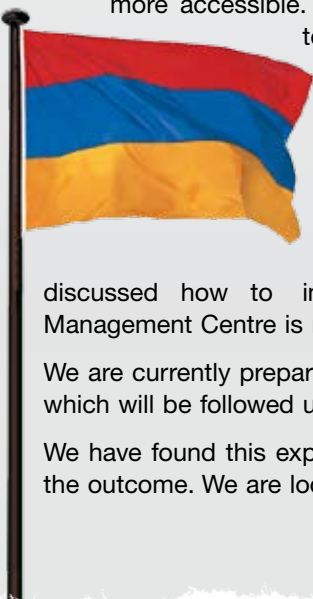 more accessible.
discussed how to
Management Centre is
We are currently prepar
which will be followed u
We have found this exp
the outcome. We are loo